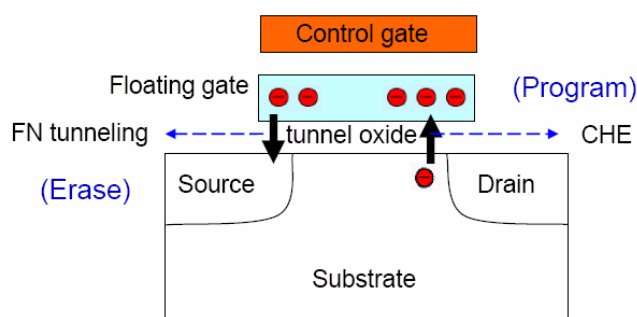 Control gate
Floating gate
(Program)
FN tunneling
tunnel oxide
CHE
(Erase)
Source
Drain
Substrate